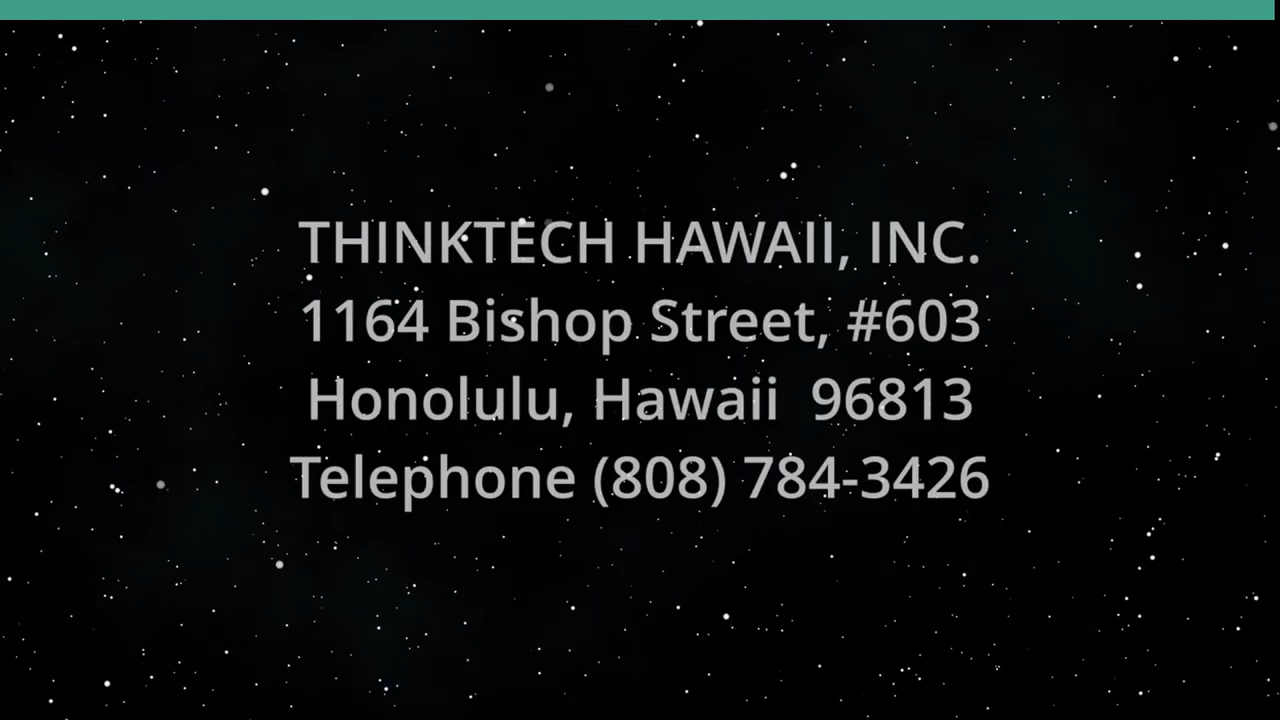 THINKTECH HAWAII, INC.
1164 Bishop Street, #603
Honolulu, Hawaii  96813
Telephone (808) 784-3426